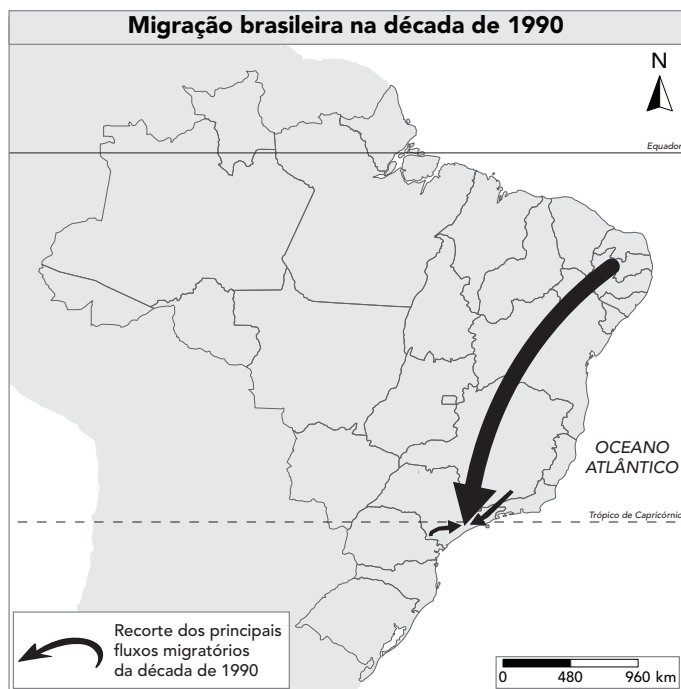 Migração brasileira na década de 1990
N
Equador
OCEANO
ATLÂNTICO
Trópico de Capricórnio
Recorte dos principais
fluxos migratórios
da década de 1990
0 480 960 km